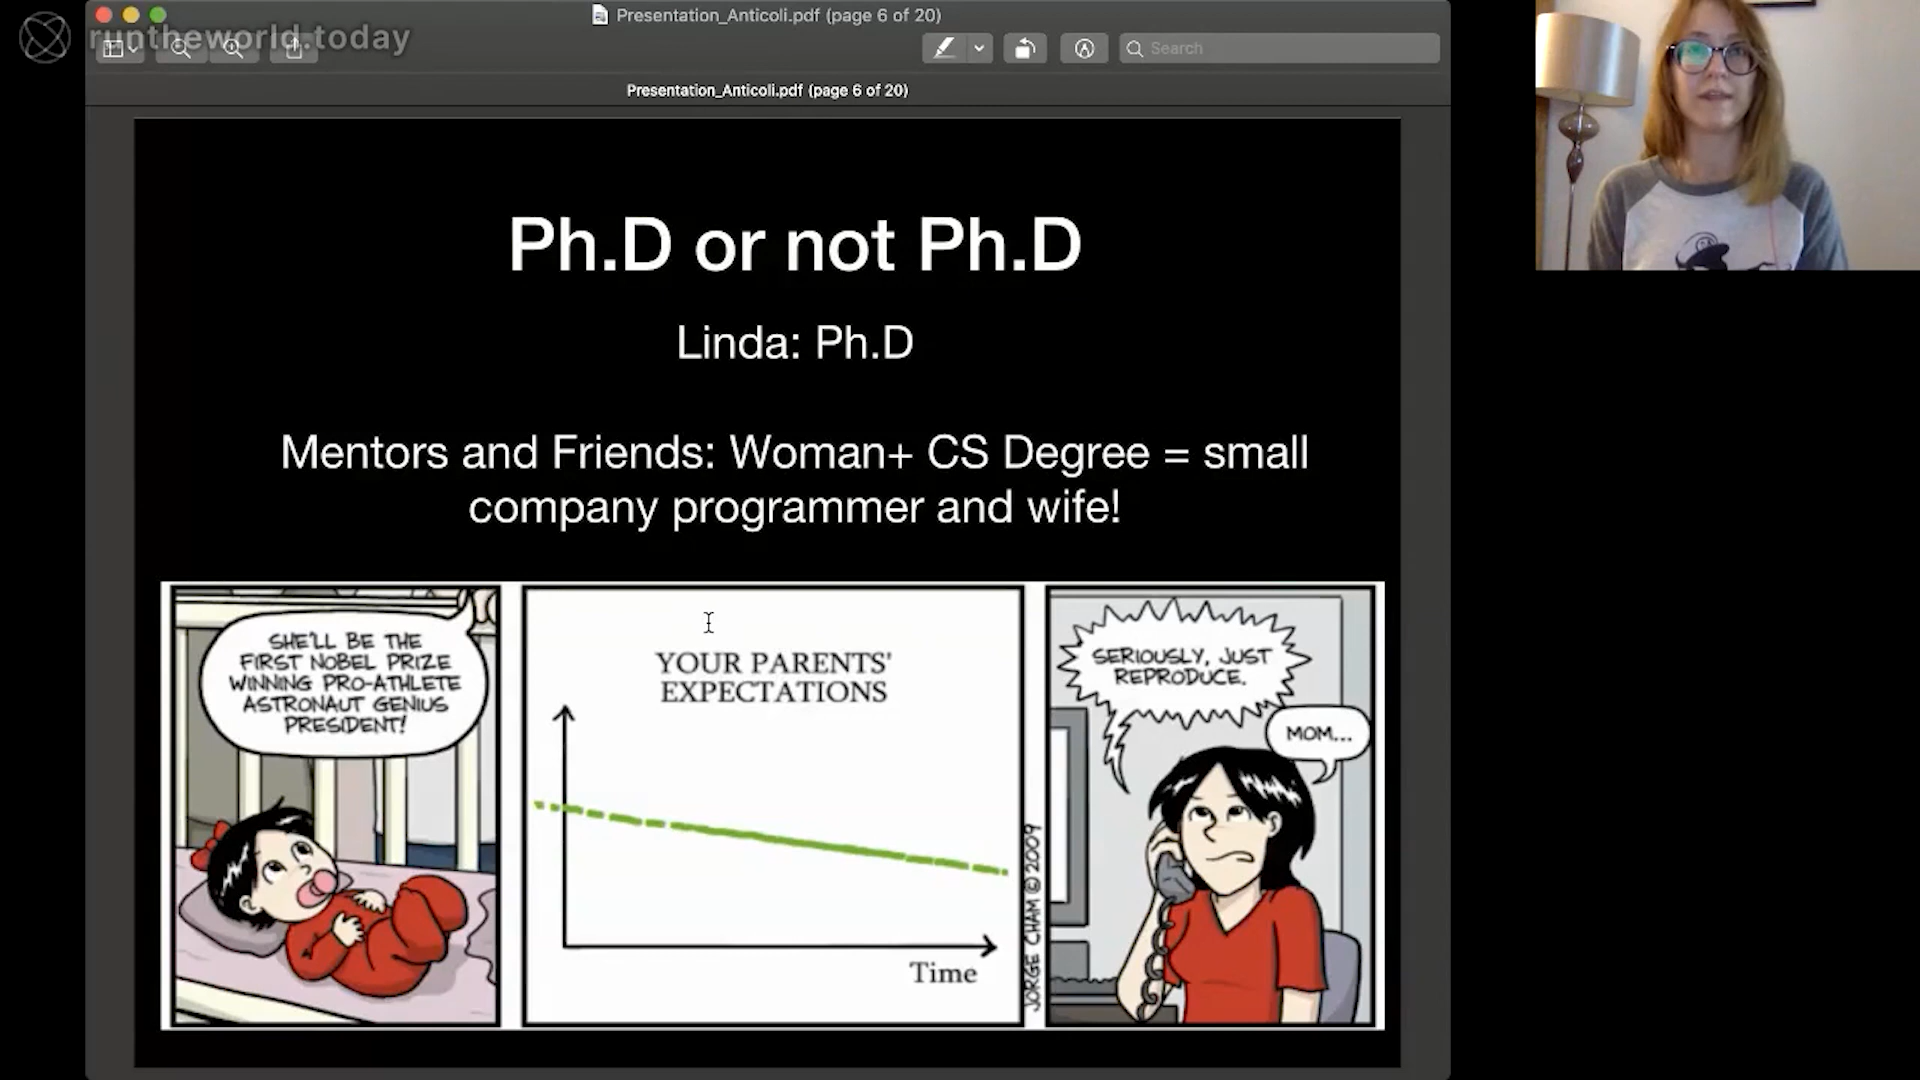 runtheworld.today
Presentation_Anticoli.pdf (page 6 of 20)
Search
Presentation_Anticoli.pdf (page 6 of 20)
Ph.D or not Ph.D
Linda: Ph.D
Mentors and Friends: Woman+ CS Degree = small
company programmer and wife!
SHE'LL BE THE
FIRST NOBEL PRIZE
WINNING PRO-ATHLETE
ASTRONAUT GENIUS
PRESIDENT!
YOUR PARENTS'
EXPECTATIONS
Time
JORGE CHAM © 2009
SERIOUSLY, JUST
REPRODUCE.
MOM...